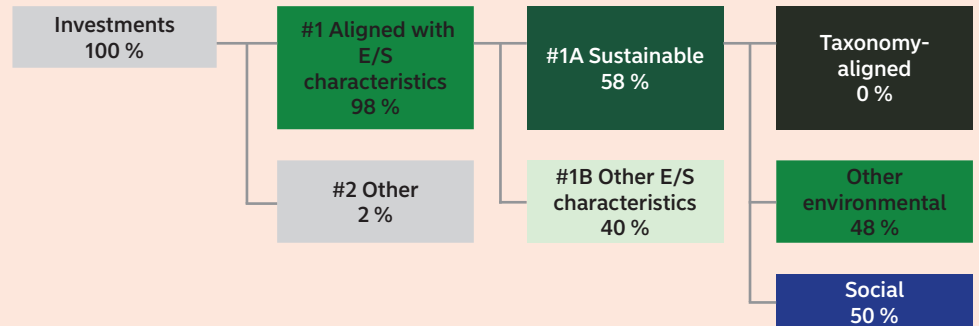 Investments
100 %
#1 Aligned with
E/S
characteristics
98 %
#2 Other
2 %
#1A Sustainable
58 %
#1B Other E/S
characteristics
40 %
Taxonomy-
aligned
0 %
Other
environmental
48 %
Social
50 %